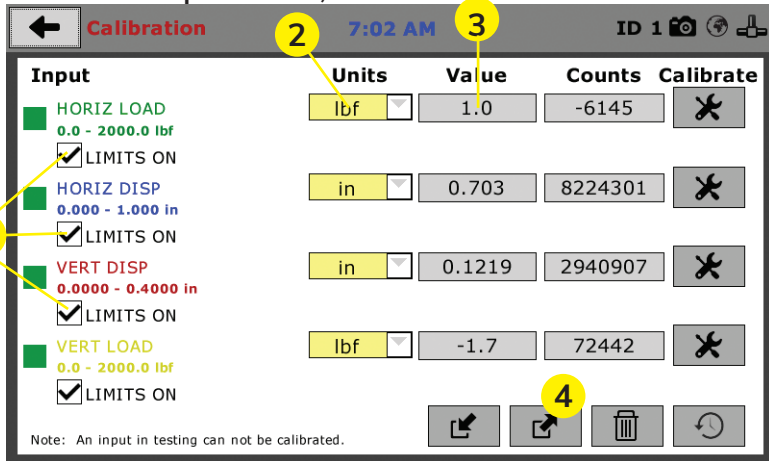 Calibration 2 7:02 AM 3 ID 1
Input Units Value Counts Calibrate
HORIZ LOAD lbf 1.0 -6145
0.0 - 2000.0 lbf
LIMITS ON
HORIZ DISP in 0.703 8224301
0.000 - 1.000 in
LIMITS ON
VERT DISP in 0.1219 2940907
0.0000 - 0.4000 in
LIMITS ON
VERT LOAD lbf -1.7 72442
0.0 - 2000.0 lbf
LIMITS ON
4
Note: An input in testing can not be calibrated.